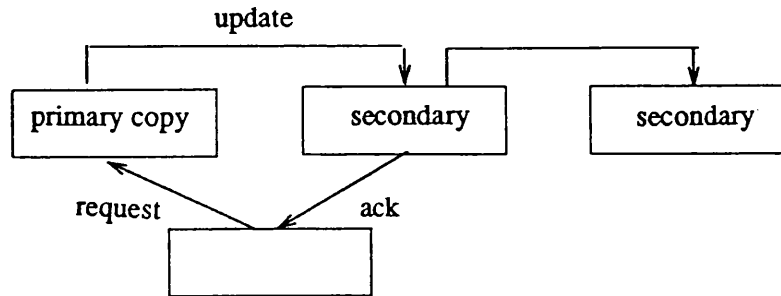 update
primary copy
secondary
secondary
request
ack